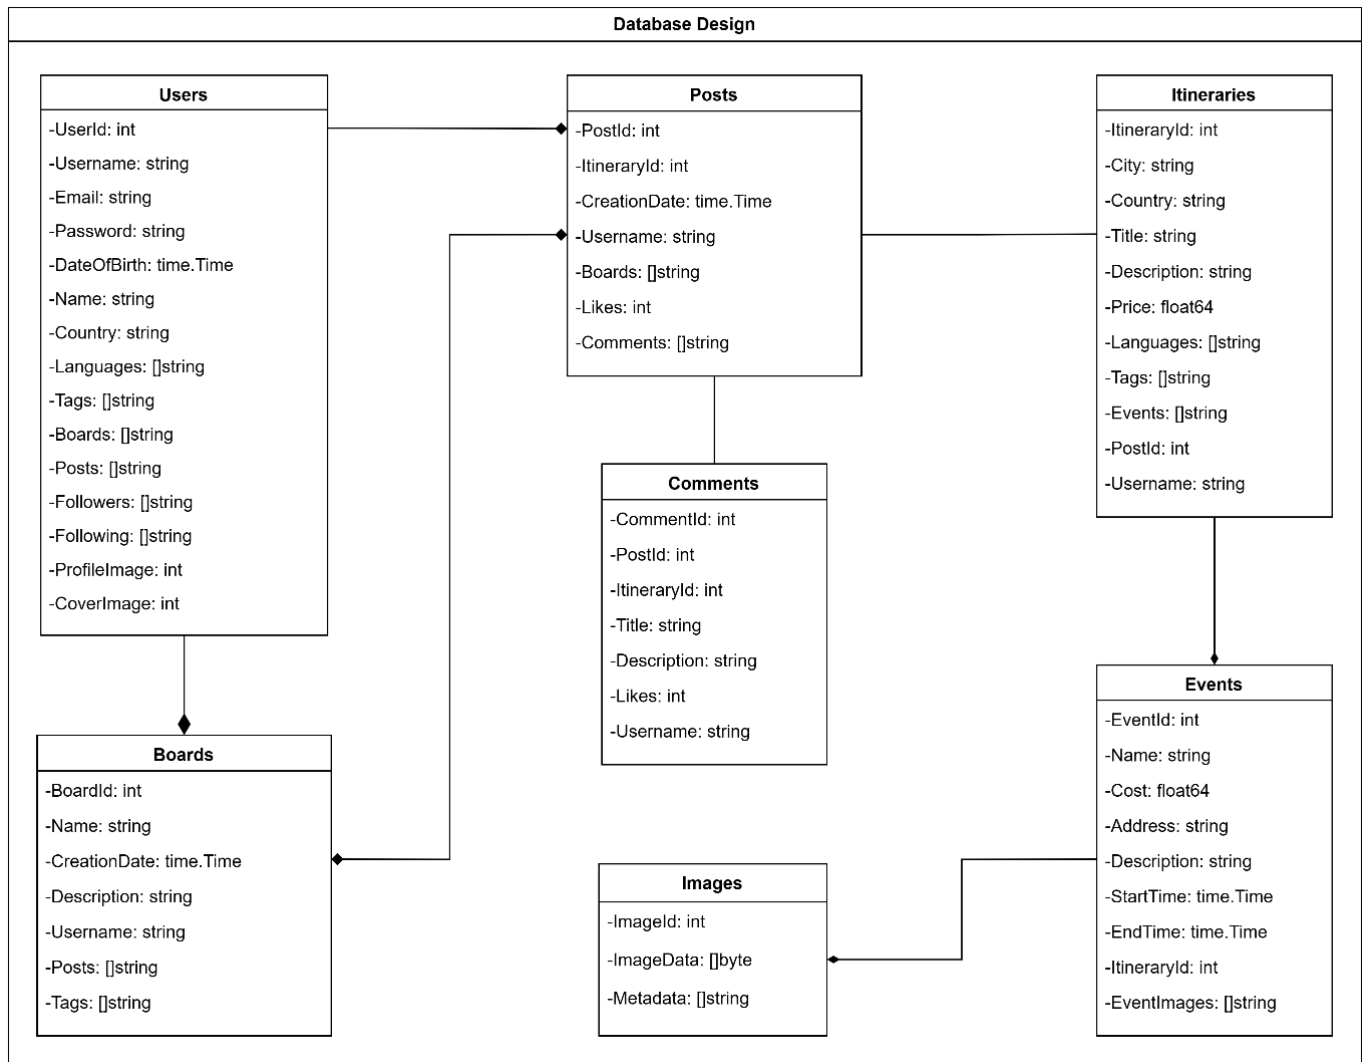 Database Design
Users
-UserId: int
-Username: string
-Email: string
-Password: string
-DateOfBirth: time.Time
-Name: string
-Country: string
-Languages: []string
-Tags: []string
-Boards: []string
-Posts: []string
-Followers: []string
-Following: []string
-ProfileImage: int
-CoverImage: int
Posts
-PostId: int
-ItineraryId: int
-CreationDate: time.Time
-Username: string
-Boards: []string
-Likes: int
-Comments: []string
Itineraries
-ItineraryId: int
-City: string
-Country: string
-Title: string
-Description: string
-Price: float64
-Languages: []string
-Tags: []string
-Events: []string
-PostId: int
-Username: string
Comments
-CommentId: int
-PostId: int
-ItineraryId: int
-Title: string
-Description: string
-Likes: int
-Username: string
Boards
-BoardId: int
-Name: string
-CreationDate: time.Time
-Description: string
-Username: string
-Posts: []string
-Tags: []string
Images
-ImageId: int
-ImageData: []byte
-Metadata: []string
Events
-EventId: int
-Name: string
-Cost: float64
-Address: string
-Description: string
-StartTime: time.Time
-EndTime: time.Time
-ItineraryId: int
-EventImages: []string